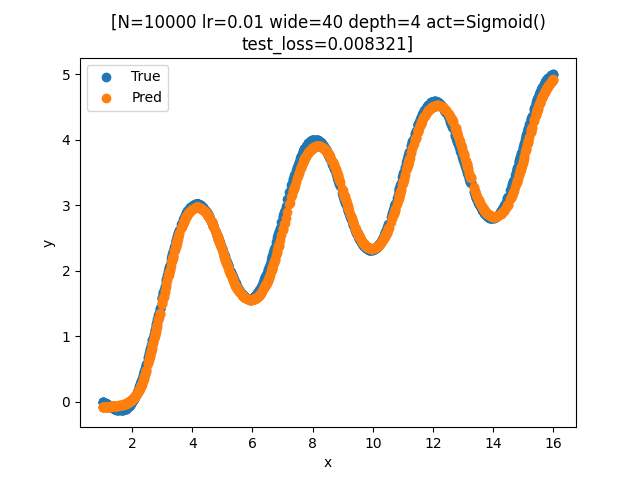 [N=10000 lr=0.01 wide=40 depth=4 act=Sigmoid()
test_loss=0.008321]
True
Pred
5
4
3
2
1
0
y
2 4 6 8 10 12 14 16
x